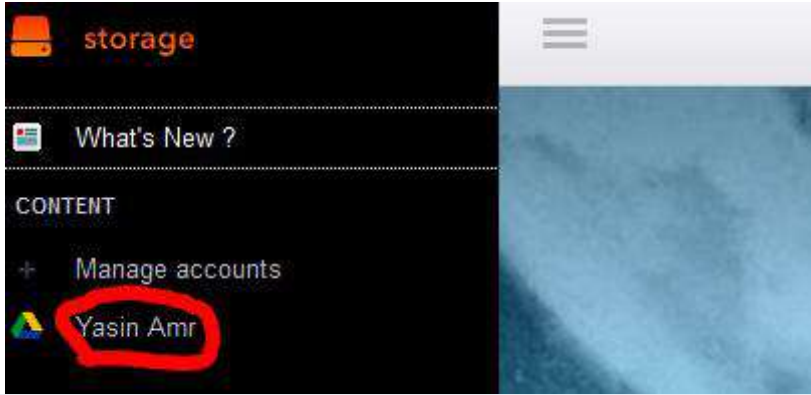 storage
What's New ?
CONTENT
+ Manage accounts
Yasin Amr